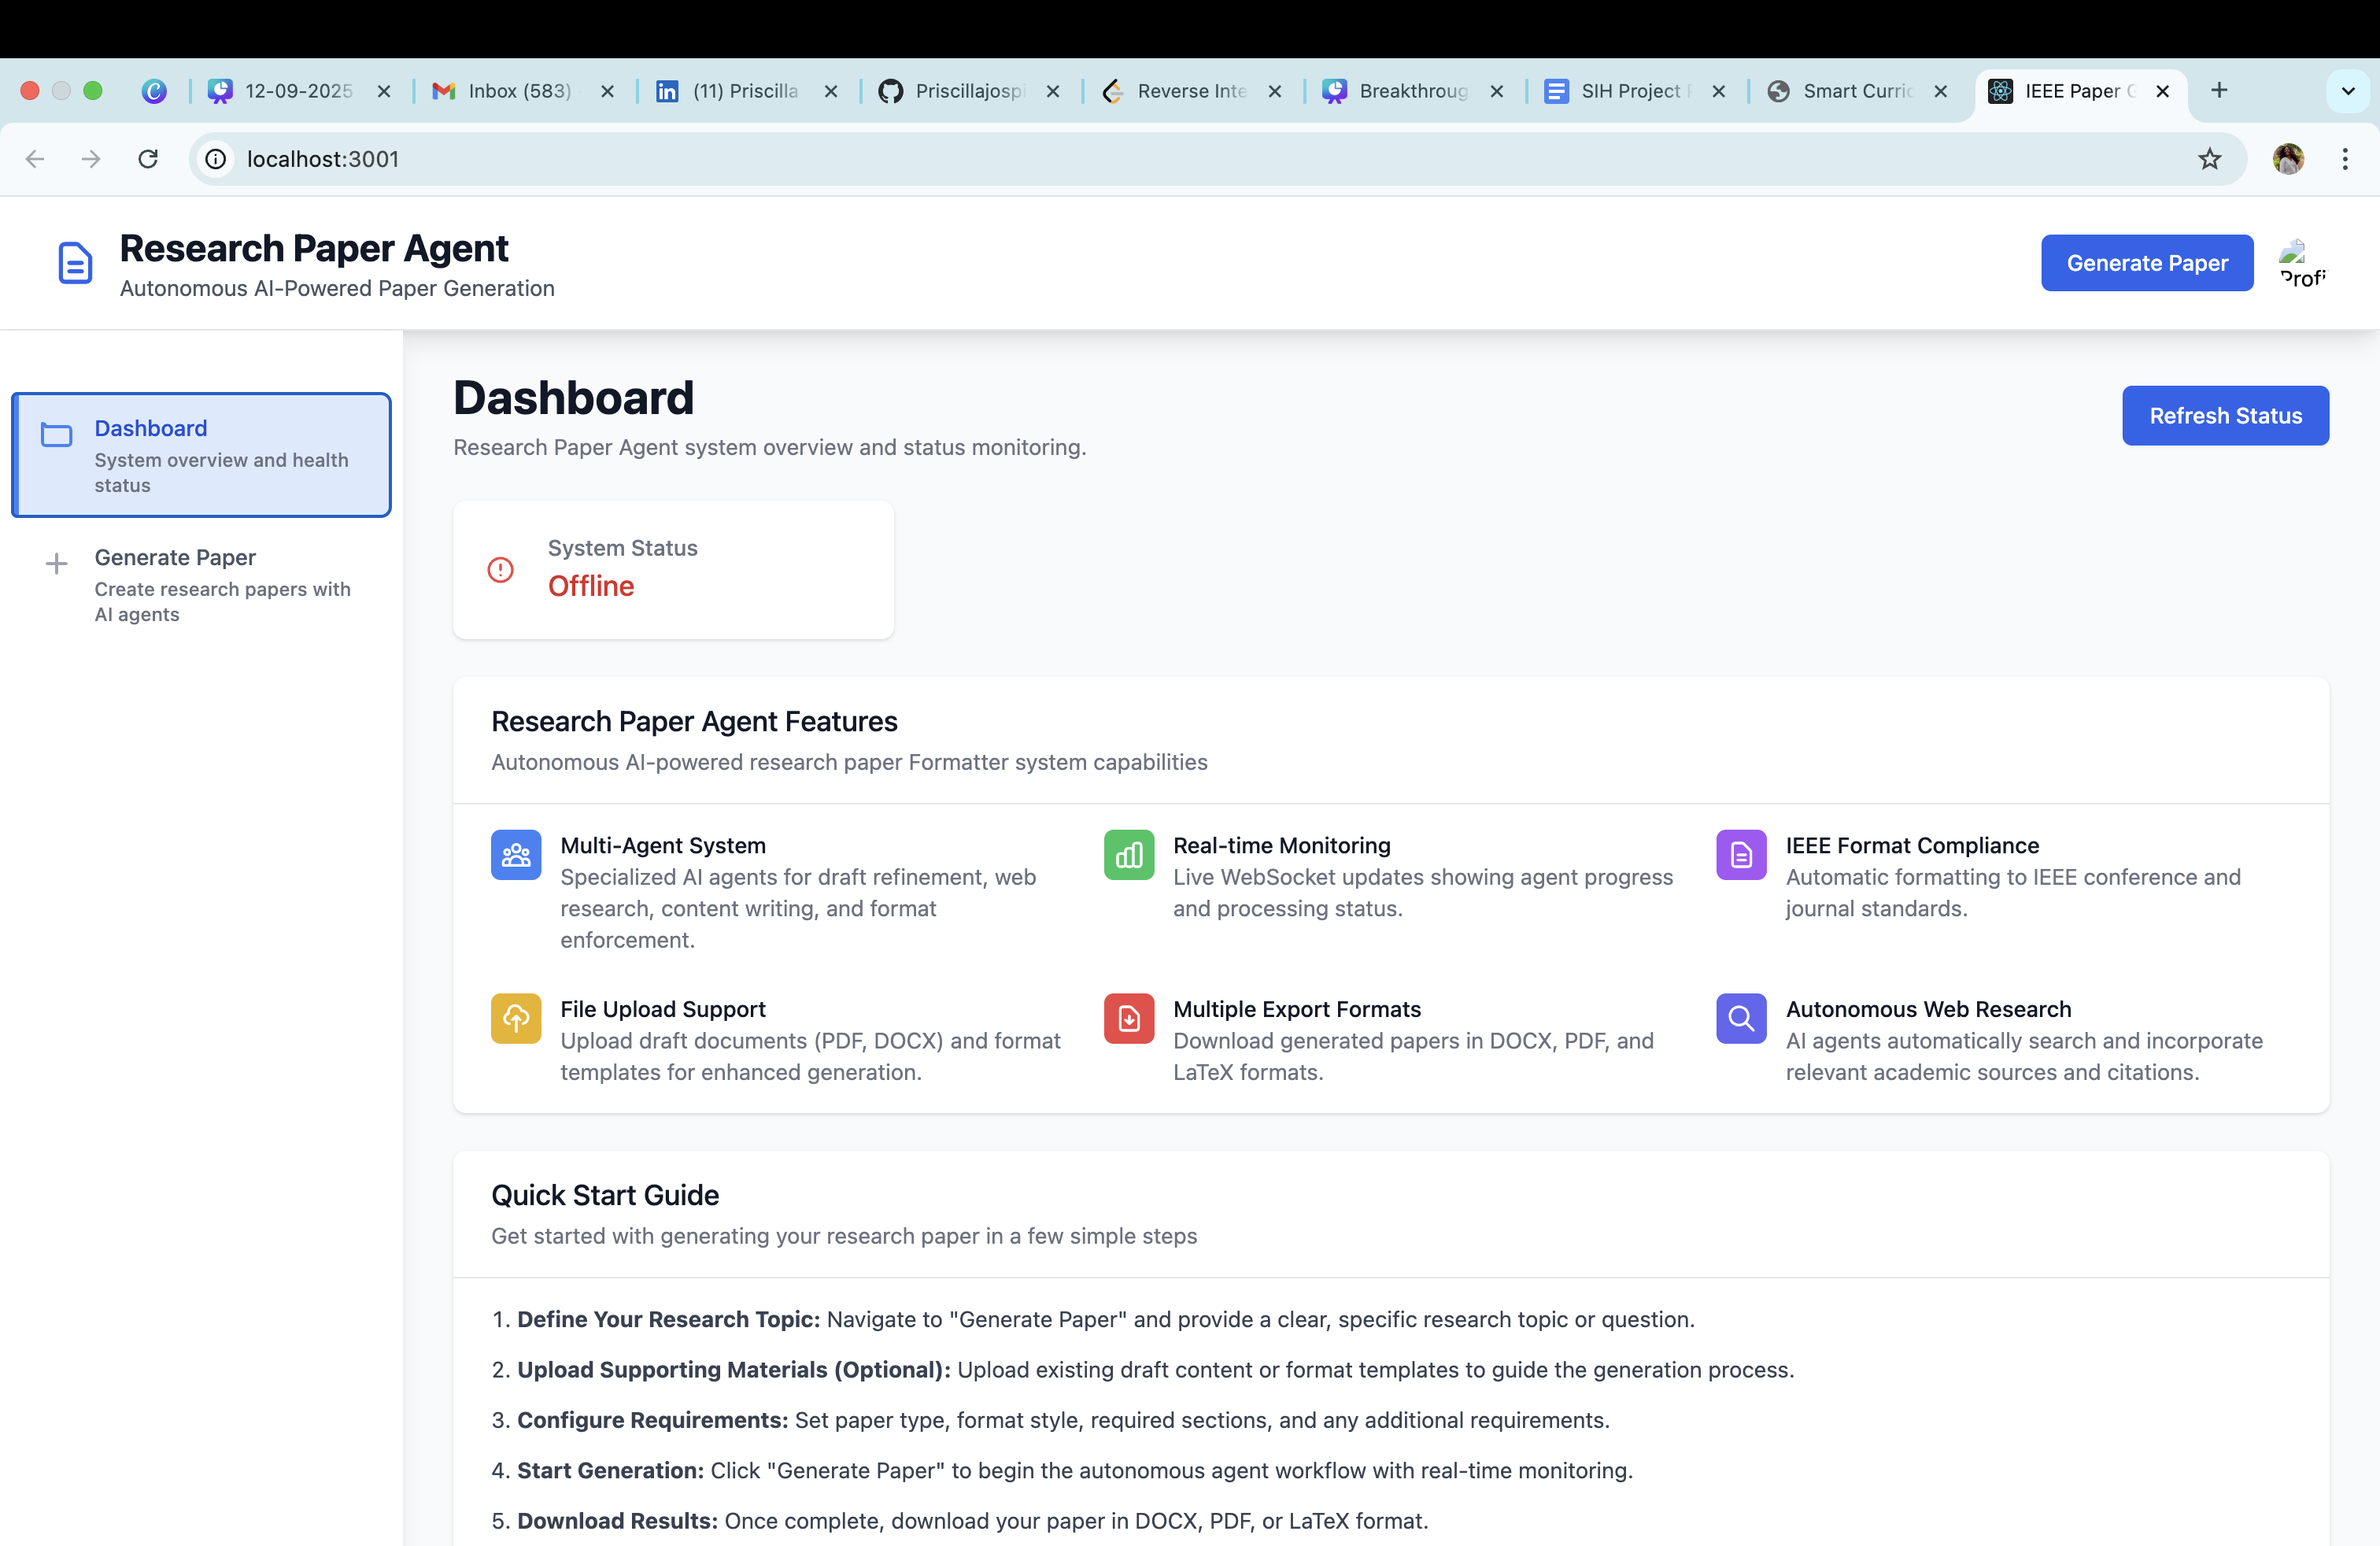 12-09-2025
Inbox (583)
(11) Priscilla
Priscillajosp
Reverse Inte
Breakthroug
SIH Project
Smart Curric
IEEE Paper
localhost:3001
Research Paper Agent
Autonomous AI-Powered Paper Generation
Generate Paper
Profi
Dashboard
System overview and health
status
Generate Paper
Create research papers with
AI agents
Dashboard
Research Paper Agent system overview and status monitoring.
Refresh Status
System Status
Offline
Research Paper Agent Features
Autonomous AI-powered research paper Formatter system capabilities
Multi-Agent System
Specialized AI agents for draft refinement, web
research, content writing, and format
enforcement.
Real-time Monitoring
Live WebSocket updates showing agent progress
and processing status.
IEEE Format Compliance
Automatic formatting to IEEE conference and
journal standards.
File Upload Support
Upload draft documents (PDF, DOCX) and format
templates for enhanced generation.
Multiple Export Formats
Download generated papers in DOCX, PDF, and
LaTeX formats.
Autonomous Web Research
AI agents automatically search and incorporate
relevant academic sources and citations.
Quick Start Guide
Get started with generating your research paper in a few simple steps
1. Define Your Research Topic: Navigate to "Generate Paper" and provide a clear, specific research topic or question.
2. Upload Supporting Materials (Optional): Upload existing draft content or format templates to guide the generation process.
3. Configure Requirements: Set paper type, format style, required sections, and any additional requirements.
4. Start Generation: Click "Generate Paper" to begin the autonomous agent workflow with real-time monitoring.
5. Download Results: Once complete, download your paper in DOCX, PDF, or LaTeX format.